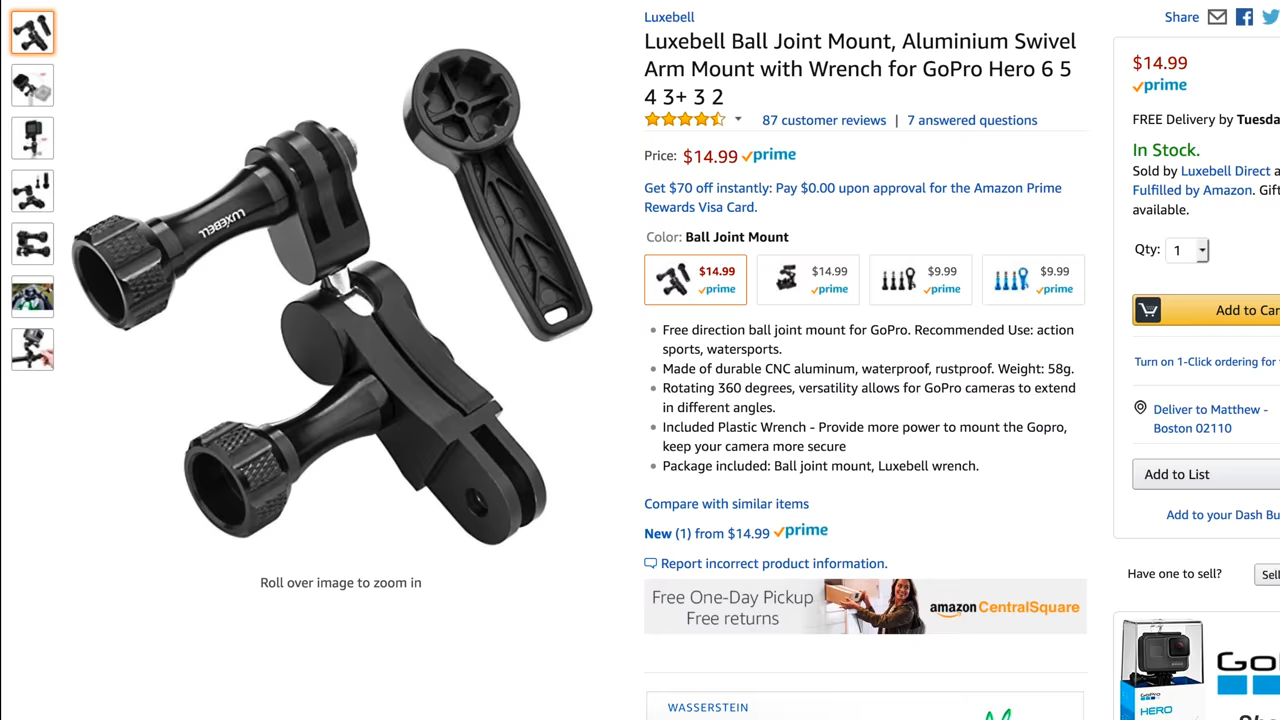 Luxebell
Luxebell Ball Joint Mount, Aluminium Swivel
Arm Mount with Wrench for GoPro Hero 6 5
4 3+ 3 2
87 customer reviews | 7 answered questions
Price: $14.99 prime
Get $70 off instantly: Pay $0.00 upon approval for the Amazon Prime
Rewards Visa Card.
Color: Ball Joint Mount
$14.99 prime
$14.99 prime
$9.99 prime
$9.99 prime
Free direction ball joint mount for GoPro. Recommended Use: action
sports, watersports.
Made of durable CNC aluminum, waterproof, rustproof. Weight: 58g.
Rotating 360 degrees, versatility allows for GoPro cameras to extend
in different angles.
Included Plastic Wrench - Provide more power to mount the Gopro,
keep your camera more secure
Package included: Ball joint mount, Luxebell wrench.
Compare with similar items
New (1) from $14.99 prime
Report incorrect product information.
Free One-Day Pickup
Free returns
amazon CentralSquare
WASSERSTEIN
LUXEBELL
Roll over image to zoom in
Share
$14.99
prime
FREE Delivery by Tuesda
In Stock.
Sold by Luxebell Direct a
Fulfilled by Amazon. Gift
available.
Qty: 1
Add to Car
Turn on 1-Click ordering for
Deliver to Matthew -
Boston 02110
Add to List
Add to your Dash Bu
Have one to sell?
Sell
GoPro
HERO
Go